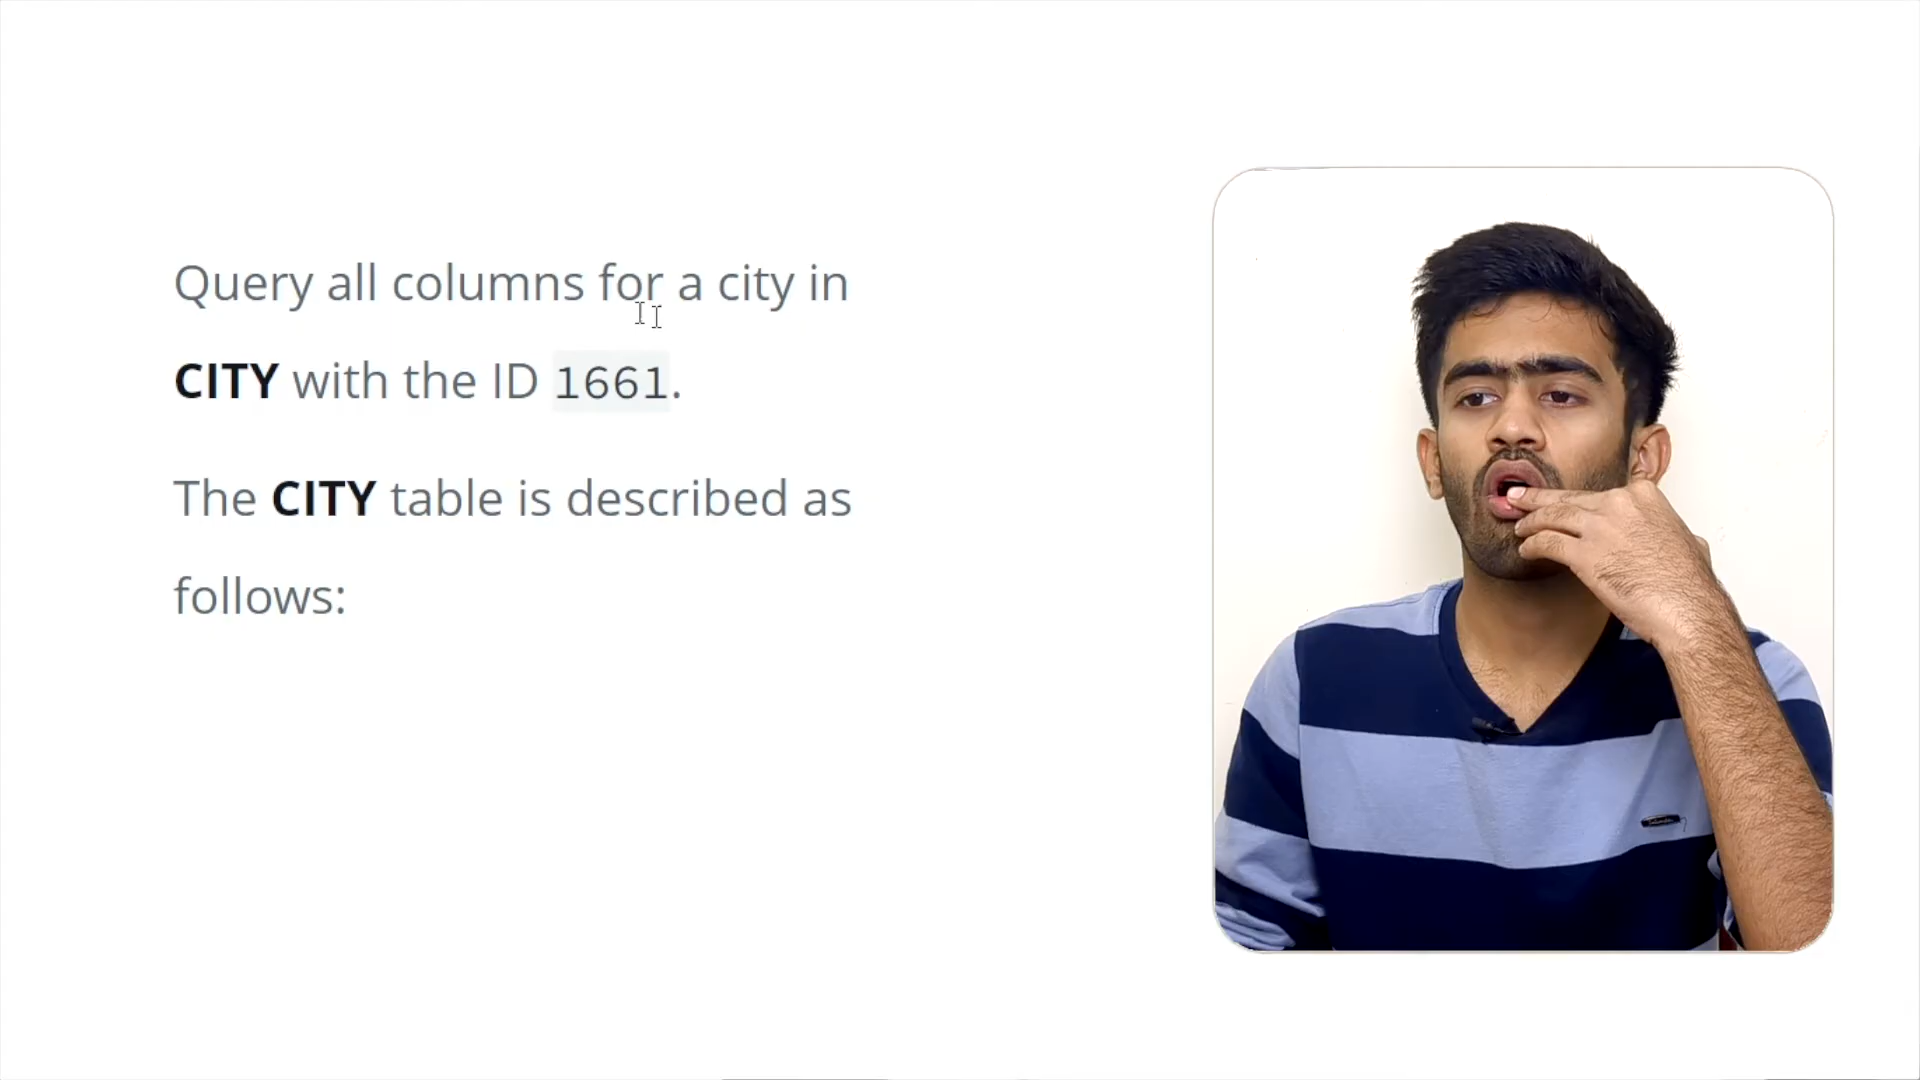 Query all columns for a city in
CITY with the ID 1661.
The CITY table is described as
follows: